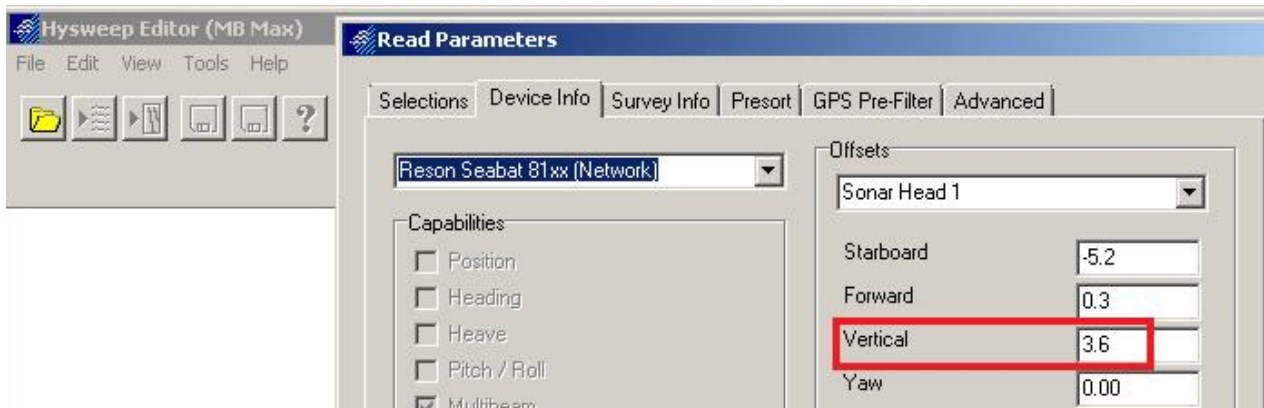 Hysweep Editor (MB Max)
File Edit View Tools Help
?
Read Parameters
Selections Device Info Survey Info Presort GPS Pre-Filter Advanced
Reson Seabat 81xx (Network)
Capabilities
Position
Heading
Heave
Pitch / Roll
Multibeam
Offsets
Sonar Head 1
Starboard -5.2
Forward 0.3
Vertical 3.6
Yaw 0.00